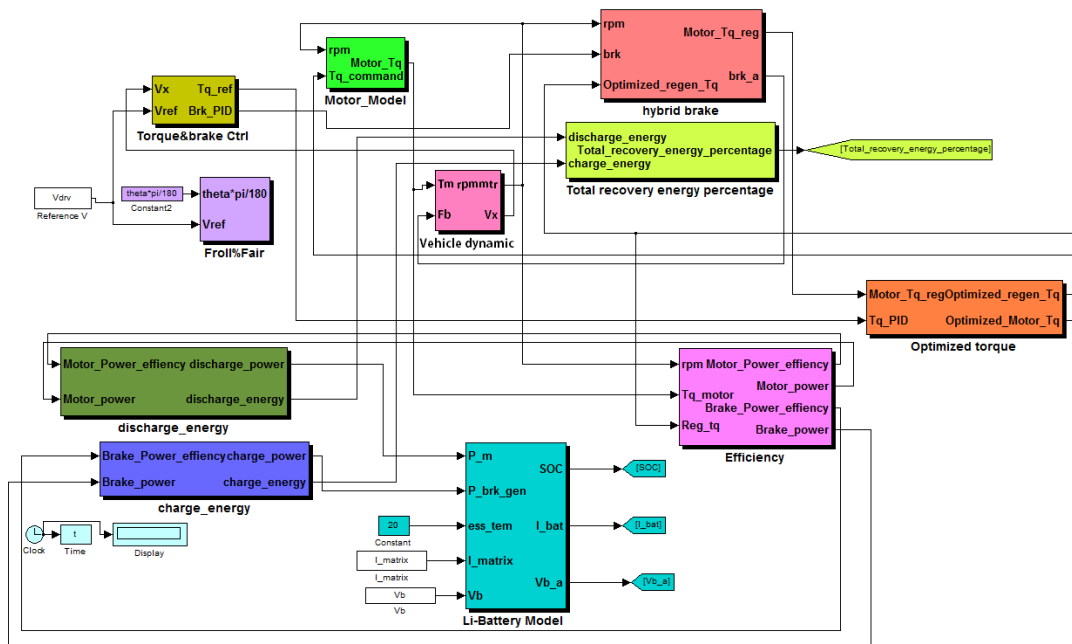 rpm
Motor_Tq_reg
brk
Optimized_regen_Tq
brk_a
hybrid brake
rpm
Motor_Tq
Tq_command
Motor_Model
Vx
Tq_ref
Vref
Brk_PID
Torque&brake Ctrl
discharge_energy
Total_recovery_energy_percentage
charge_energy
Total recovery energy percentage
[Total_recovery_energy_percentage]
Vdrv
Reference V
theta*pi/180
Constant2
theta*pi/180
Vref
Froll%Fair
Tm rpmmtr
Fb
Vx
Vehicle dynamic
Motor_Tq_reg
Optimized_regen_Tq
Tq_PID
Optimized_Motor_Tq
Optimized torque
Motor_Power_effiency
discharge_power
Motor_power
discharge_energy
discharge_energy
rpm
Motor_Power_effiency
Motor_power
Tq_motor
Brake_Power_effiency
Reg_tq
Brake_power
Efficiency
Brake_Power_effiency
charge_power
Brake_power
charge_energy
charge_energy
P_m
SOC
P_brk_gen
ess_tem
I_bat
I_matrix
Vb_a
Vb
Li-Battery Model
[SOC]
[I_bat]
[Vb_a]
20
Constant
I_matrix
I_matrix
Vb
Vb
Clock
t
Time
Display